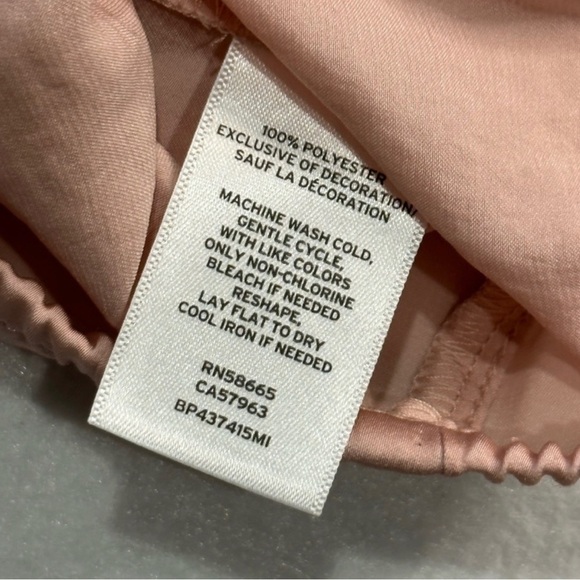 100% POLYESTER
EXCLUSIVE OF DECORATION/
SAUF LA DÉCORATION
MACHINE WASH COLD,
GENTLE CYCLE,
WITH LIKE COLORS
ONLY NON-CHLORINE
BLEACH IF NEEDED
RESHAPE,
LAY FLAT TO DRY
COOL IRON IF NEEDED
RN58665
CA57963
BP437415MI